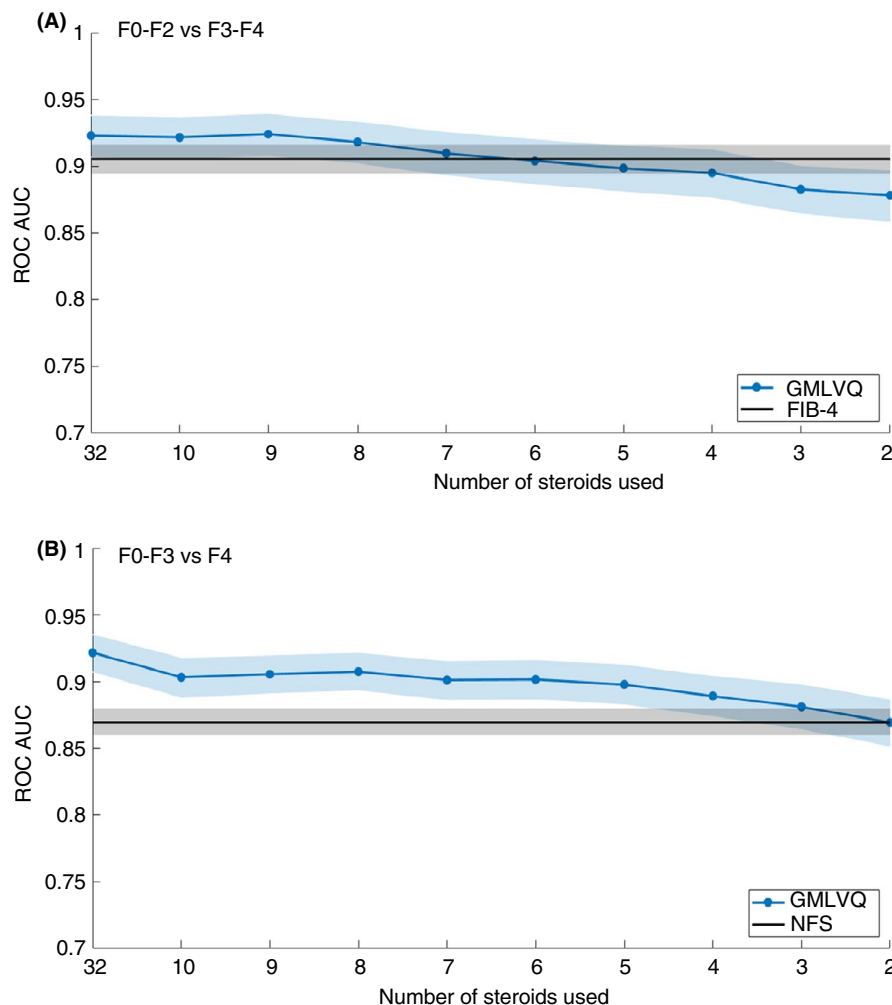 (A) F0-F2 vs F3-F4
1
0.95
0.9
0.85
0.8
0.75
0.7
ROC AUC
GMLVQ
FIB-4
32 10 9 8 7 6 5 4 3 2
Number of steroids used
(B) F0-F3 vs F4
1
0.95
0.9
0.85
0.8
0.75
0.7
ROC AUC
GMLVQ
NFS
32 10 9 8 7 6 5 4 3 2
Number of steroids used